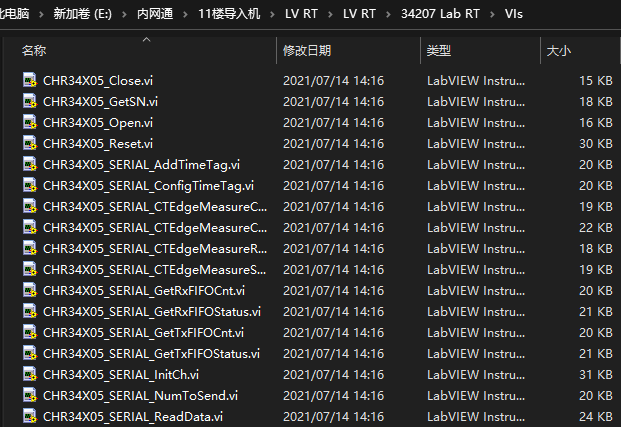 此电脑 > 新加卷 (E:) > 内网通 > 11楼导入机 > LV RT > LV RT > 34207 Lab RT > VIs
名称 修改日期 类型 大小
CHR34X05_Close.vi 2021/07/14 14:16 LabVIEW Instru... 15 KB
CHR34X05_GetSN.vi 2021/07/14 14:16 LabVIEW Instru... 18 KB
CHR34X05_Open.vi 2021/07/14 14:16 LabVIEW Instru... 16 KB
CHR34X05_Reset.vi 2021/07/14 14:16 LabVIEW Instru... 30 KB
CHR34X05_SERIAL_AddTimeTag.vi 2021/07/14 14:16 LabVIEW Instru... 20 KB
CHR34X05_SERIAL_ConfigTimeTag.vi 2021/07/14 14:16 LabVIEW Instru... 20 KB
CHR34X05_SERIAL_CTEdgeMeasureC... 2021/07/14 14:16 LabVIEW Instru... 19 KB
CHR34X05_SERIAL_CTEdgeMeasureC... 2021/07/14 14:16 LabVIEW Instru... 22 KB
CHR34X05_SERIAL_CTEdgeMeasureR... 2021/07/14 14:16 LabVIEW Instru... 18 KB
CHR34X05_SERIAL_CTEdgeMeasureS... 2021/07/14 14:16 LabVIEW Instru... 19 KB
CHR34X05_SERIAL_GetRxFIFOCnt.vi 2021/07/14 14:16 LabVIEW Instru... 20 KB
CHR34X05_SERIAL_GetRxFIFOStatus.vi 2021/07/14 14:16 LabVIEW Instru... 21 KB
CHR34X05_SERIAL_GetTxFIFOCnt.vi 2021/07/14 14:16 LabVIEW Instru... 20 KB
CHR34X05_SERIAL_GetTxFIFOStatus.vi 2021/07/14 14:16 LabVIEW Instru... 21 KB
CHR34X05_SERIAL_InitCh.vi 2021/07/14 14:16 LabVIEW Instru... 31 KB
CHR34X05_SERIAL_NumToSend.vi 2021/07/14 14:16 LabVIEW Instru... 20 KB
CHR34X05_SERIAL_ReadData.vi 2021/07/14 14:16 LabVIEW Instru... 24 KB